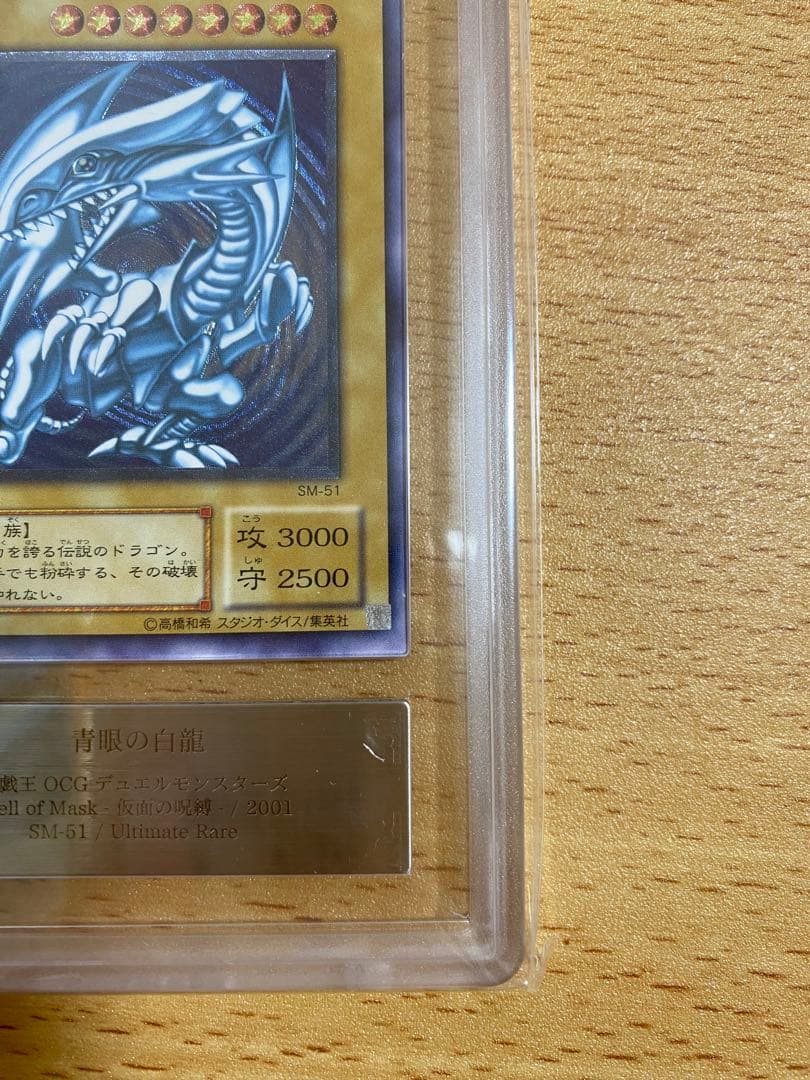 SM-51
族】
を誇る伝説のドラゴン。
でも粉砕する、その破壊
れない。
攻 3000
守 2500
©高橋和希 スタジオ・ダイス/集英社
青眼の白龍
戯王 OCG デュエルモンスターズ
ell of Mask - 仮面の呪縛 - / 2001
SM-51 / Ultimate Rare